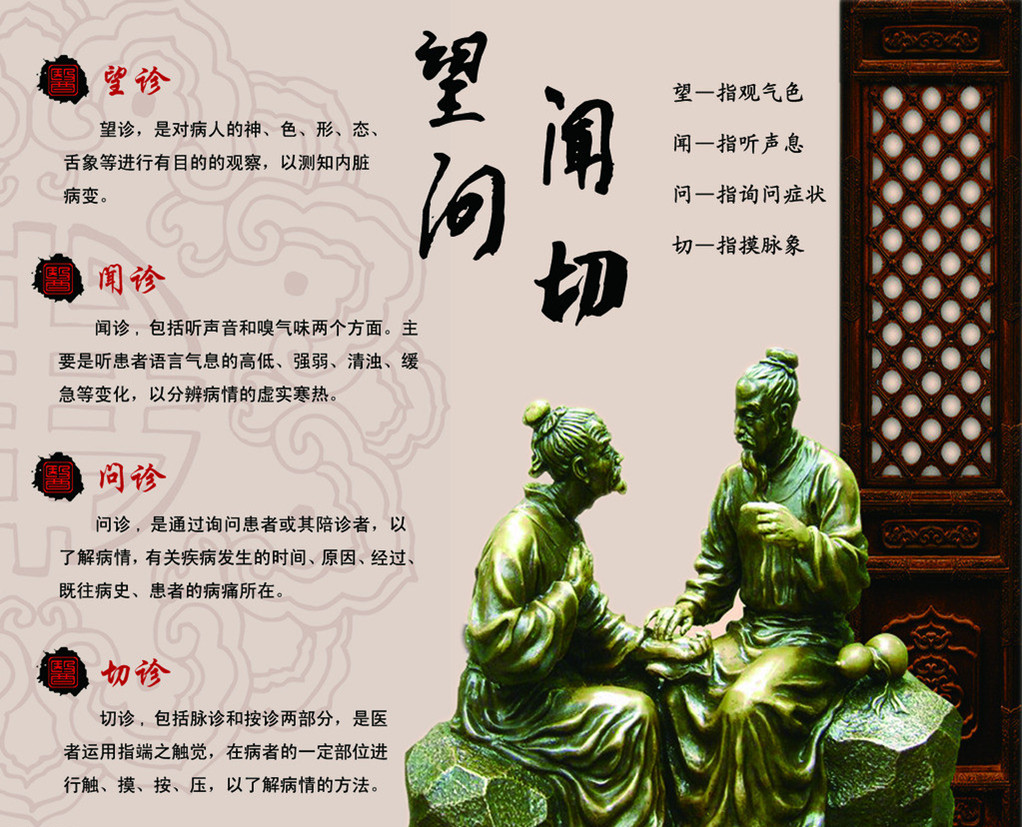 望诊
望诊，是对病人的神、色、形、态、
舌象等进行有目的的观察，以测知内脏
病变。
闻诊
闻诊，包括听声音和嗅气味两个方面。主
要是听患者语言气息的高低、强弱、清浊、缓
急等变化，以分辨病情的虚实寒热。
问诊
问诊，是通过询问患者或其陪诊者，以
了解病情，有关疾病发生的时间、原因、经过、
既往病史、患者的病痛所在。
切诊
切诊，包括脉诊和按诊两部分，是医
者运用指端之触觉，在病者的一定部位进
行触、摸、按、压，以了解病情的方法。
望
闻
问
切
望—指观气色
闻—指听声息
问—指询问症状
切—指摸脉象
醫
醫
醫
醫